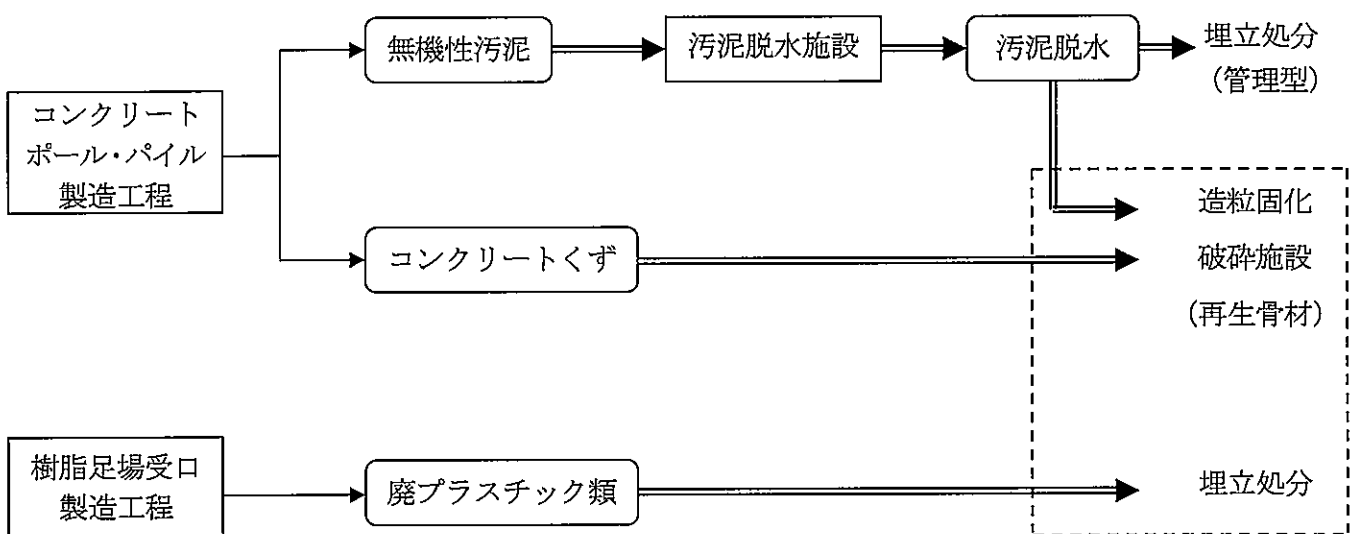 無機性汚泥
汚泥脱水施設
汚泥脱水
埋立処分
(管理型)
コンクリート
ポール・パイル
製造工程
造粒固化
コンクリートくず
破砕施設
(再生骨材)
樹脂足場受口
製造工程
廃プラスチック類
埋立処分